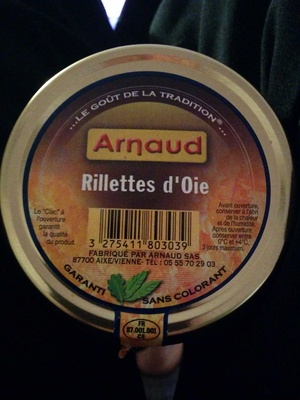 ...LE GOÛT DE LA TRADITION®...
Arnaud
Rillettes d'Oie
Le "Clac" à
l'ouverture
garantit
la qualité
du produit.
Avant ouverture,
conserver à l'abri
de la chaleur
et de l'humidité.
Après ouverture
conserver entre
0°C et +4°C,
3 jours maximum.
3 275411 803039
FABRIQUÉ PAR ARNAUD SAS
87700 AIXE/VIENNE- TÉL : 05 55 70 29 03
GARANTI SANS COLORANT
FR
87.001.001
CE